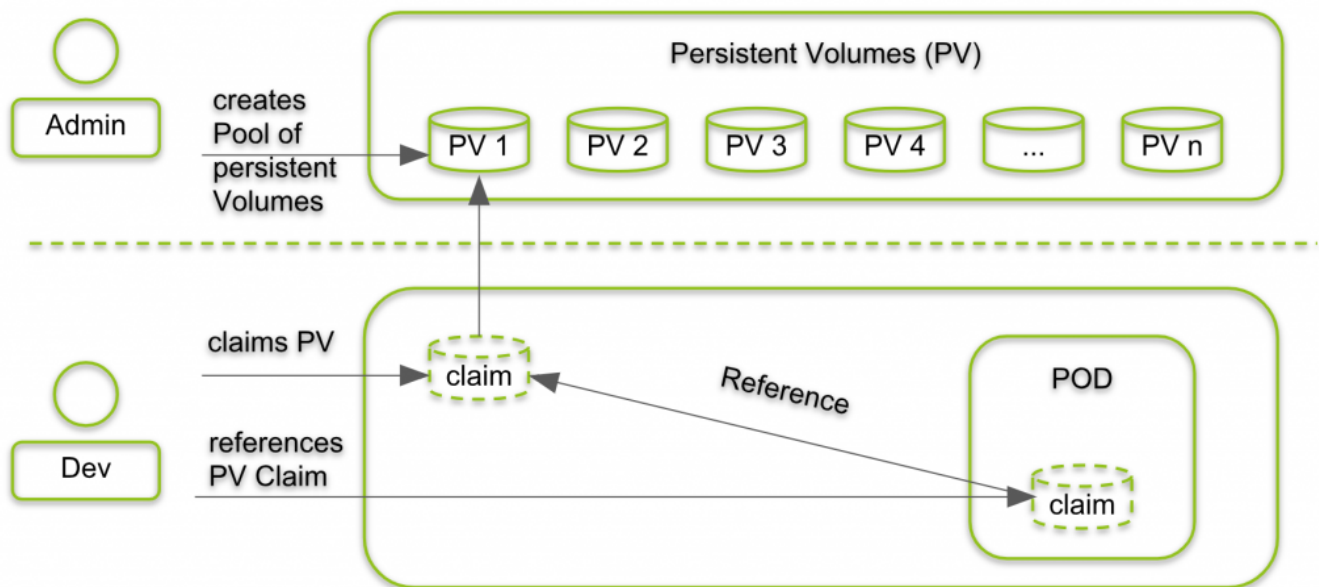 Persistent Volumes (PV)
Admin
creates
Pool of
persistent
Volumes
PV 1
PV 2
PV 3
PV 4
...
PV n
claims PV
claim
Reference
POD
Dev
references
PV Claim
claim